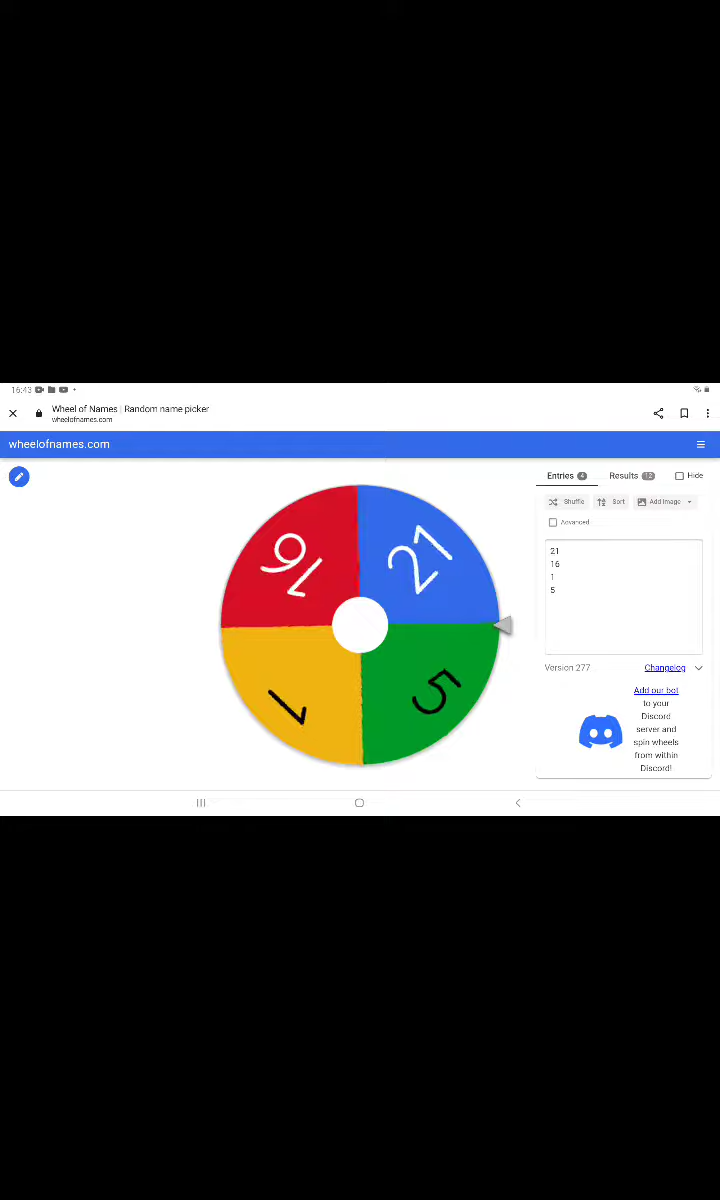 16:43
Wheel of Names | Random name picker
wheelofnames.com
wheelofnames.com
Entries 4 Results 12 Hide
Shuffle Sort Add image
Advanced
21
16
1
5
16
21
1
5
Version 277 Changelog
Add our bot
to your
Discord
server and
spin wheels
from within
Discord!